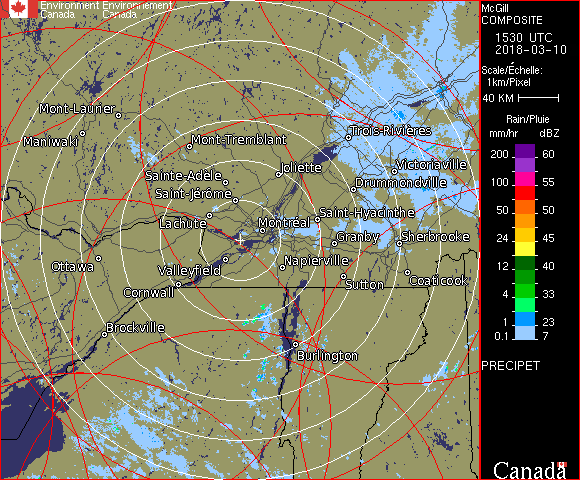 Environment Environnement
Canada Canada
McGill
COMPOSITE
1530 UTC
2018-03-10
Scale/Échelle:
1km/Pixel
40 KM
Rain/Pluie
mm/hr dBZ
200 60
150 57
100 55
50 50
24 45
12 40
4 33
1 23
0.1 7
PRECIPET
Canada
Mont-Laurier
Maniwaki
Mont-Tremblant
Trois-Rivières
Joliette
Victoriaville
Sainte-Adèle
Drummondville
Saint-Jérôme
Saint-Hyacinthe
Lachute
Montréal
Granby
Sherbrooke
Ottawa
Valleyfield
Napierville
Sutton
Coaticook
Cornwall
Brockville
Burlington